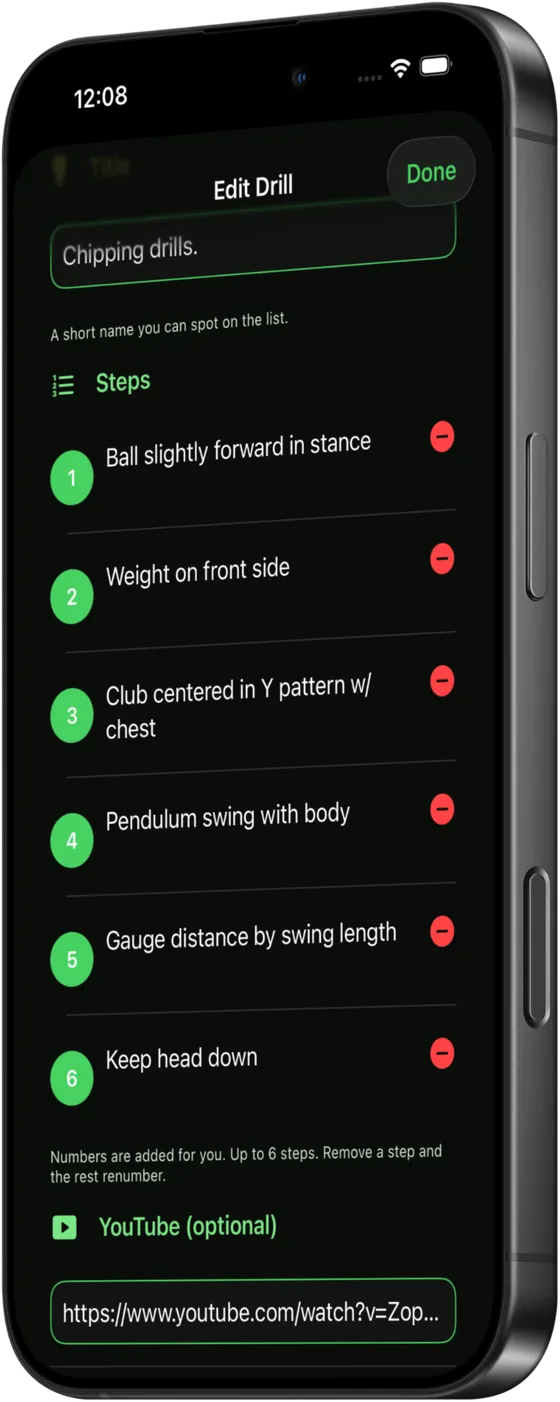 12:08
Title
Edit Drill
Done
Chipping drills.
A short name you can spot on the list.
Steps
1
Ball slightly forward in stance
2
Weight on front side
3
Club centered in Y pattern w/
chest
4
Pendulum swing with body
5
Gauge distance by swing length
6
Keep head down
Numbers are added for you. Up to 6 steps. Remove a step and
the rest renumber.
YouTube (optional)
https://www.youtube.com/watch?v=Zop...